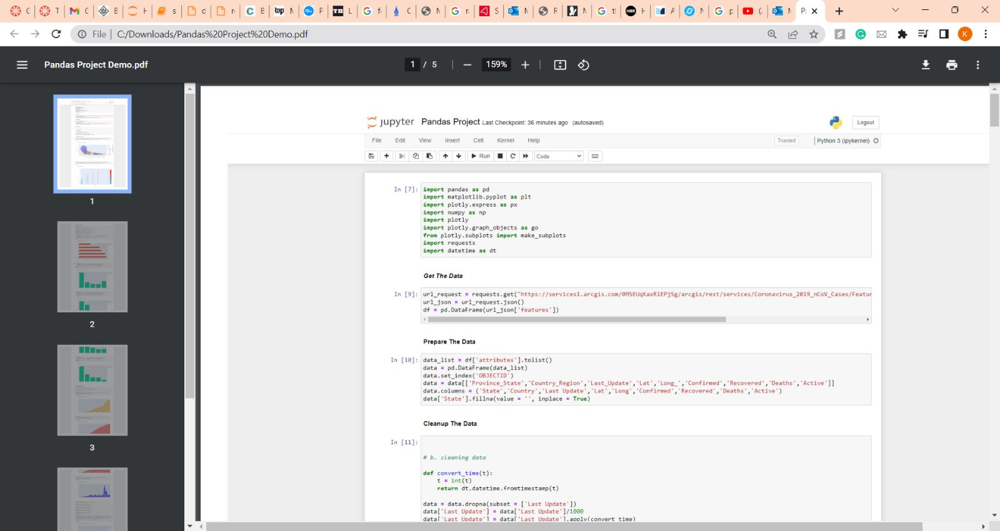 File
C:/Downloads/Pandas%20Project%20Demo.pdf
K
Pandas Project Demo.pdf
1 / 5
159%
jupyter Pandas Project Last Checkpoint: 36 minutes ago (autosaved)
Logout
File Edit View Insert Cell Kernel Help
Trusted
Python 3 (ipykernel)
Run
Code
In [7]:
import pandas as pd
import matplotlib.pyplot as plt
import plotly.express as px
import numpy as np
import plotly
import plotly.graph_objects as go
from plotly.subplots import make_subplots
import requests
import datetime as dt
Get The Data
In [9]:
url_request = requests.get("https://services1.arcgis.com/0MSEUqKaxRlEPj5g/arcgis/rest/services/Coronavirus_2019_nCoV_Cases/Featur
url_json = url_request.json()
df = pd.DataFrame(url_json['features'])
Prepare The Data
In [10]:
data_list = df['attributes'].tolist()
data = pd.DataFrame(data_list)
data.set_index('OBJECTID')
data = data[['Province_State','Country_Region','Last_Update','Lat','Long_','Confirmed','Recovered','Deaths','Active']]
data.columns = ('State','Country','Last Update','Lat','Long','Confirmed','Recovered','Deaths','Active')
data['State'].fillna(value = '', inplace = True)
Cleanup The Data
In [11]:
# b. cleaning data
def convert_time(t):
t = int(t)
return dt.datetime.fromtimestamp(t)
data = data.dropna(subset = ['Last Update'])
data['Last Update'] = data['Last Update']/1000
data['Last Update'] = data['Last Update'].apply(convert_time)
1
2
3